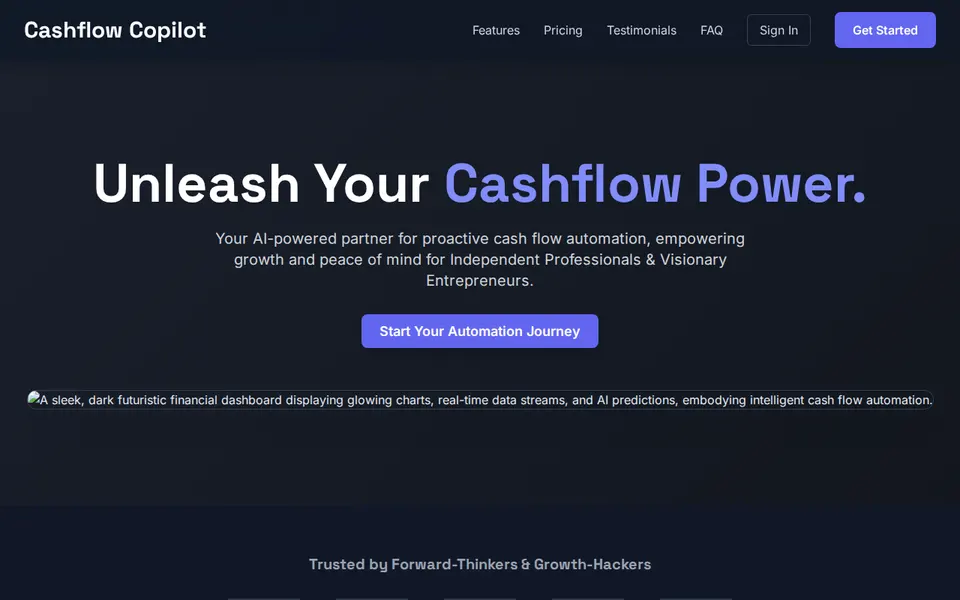 Cashflow Copilot
Features
Pricing
Testimonials
FAQ
Sign In
Get Started
Unleash Your Cashflow Power.
Your AI-powered partner for proactive cash flow automation, empowering
growth and peace of mind for Independent Professionals & Visionary
Entrepreneurs.
Start Your Automation Journey
A sleek, dark futuristic financial dashboard displaying glowing charts, real-time data streams, and AI predictions, embodying intelligent cash flow automation.
Trusted by Forward-Thinkers & Growth-Hackers